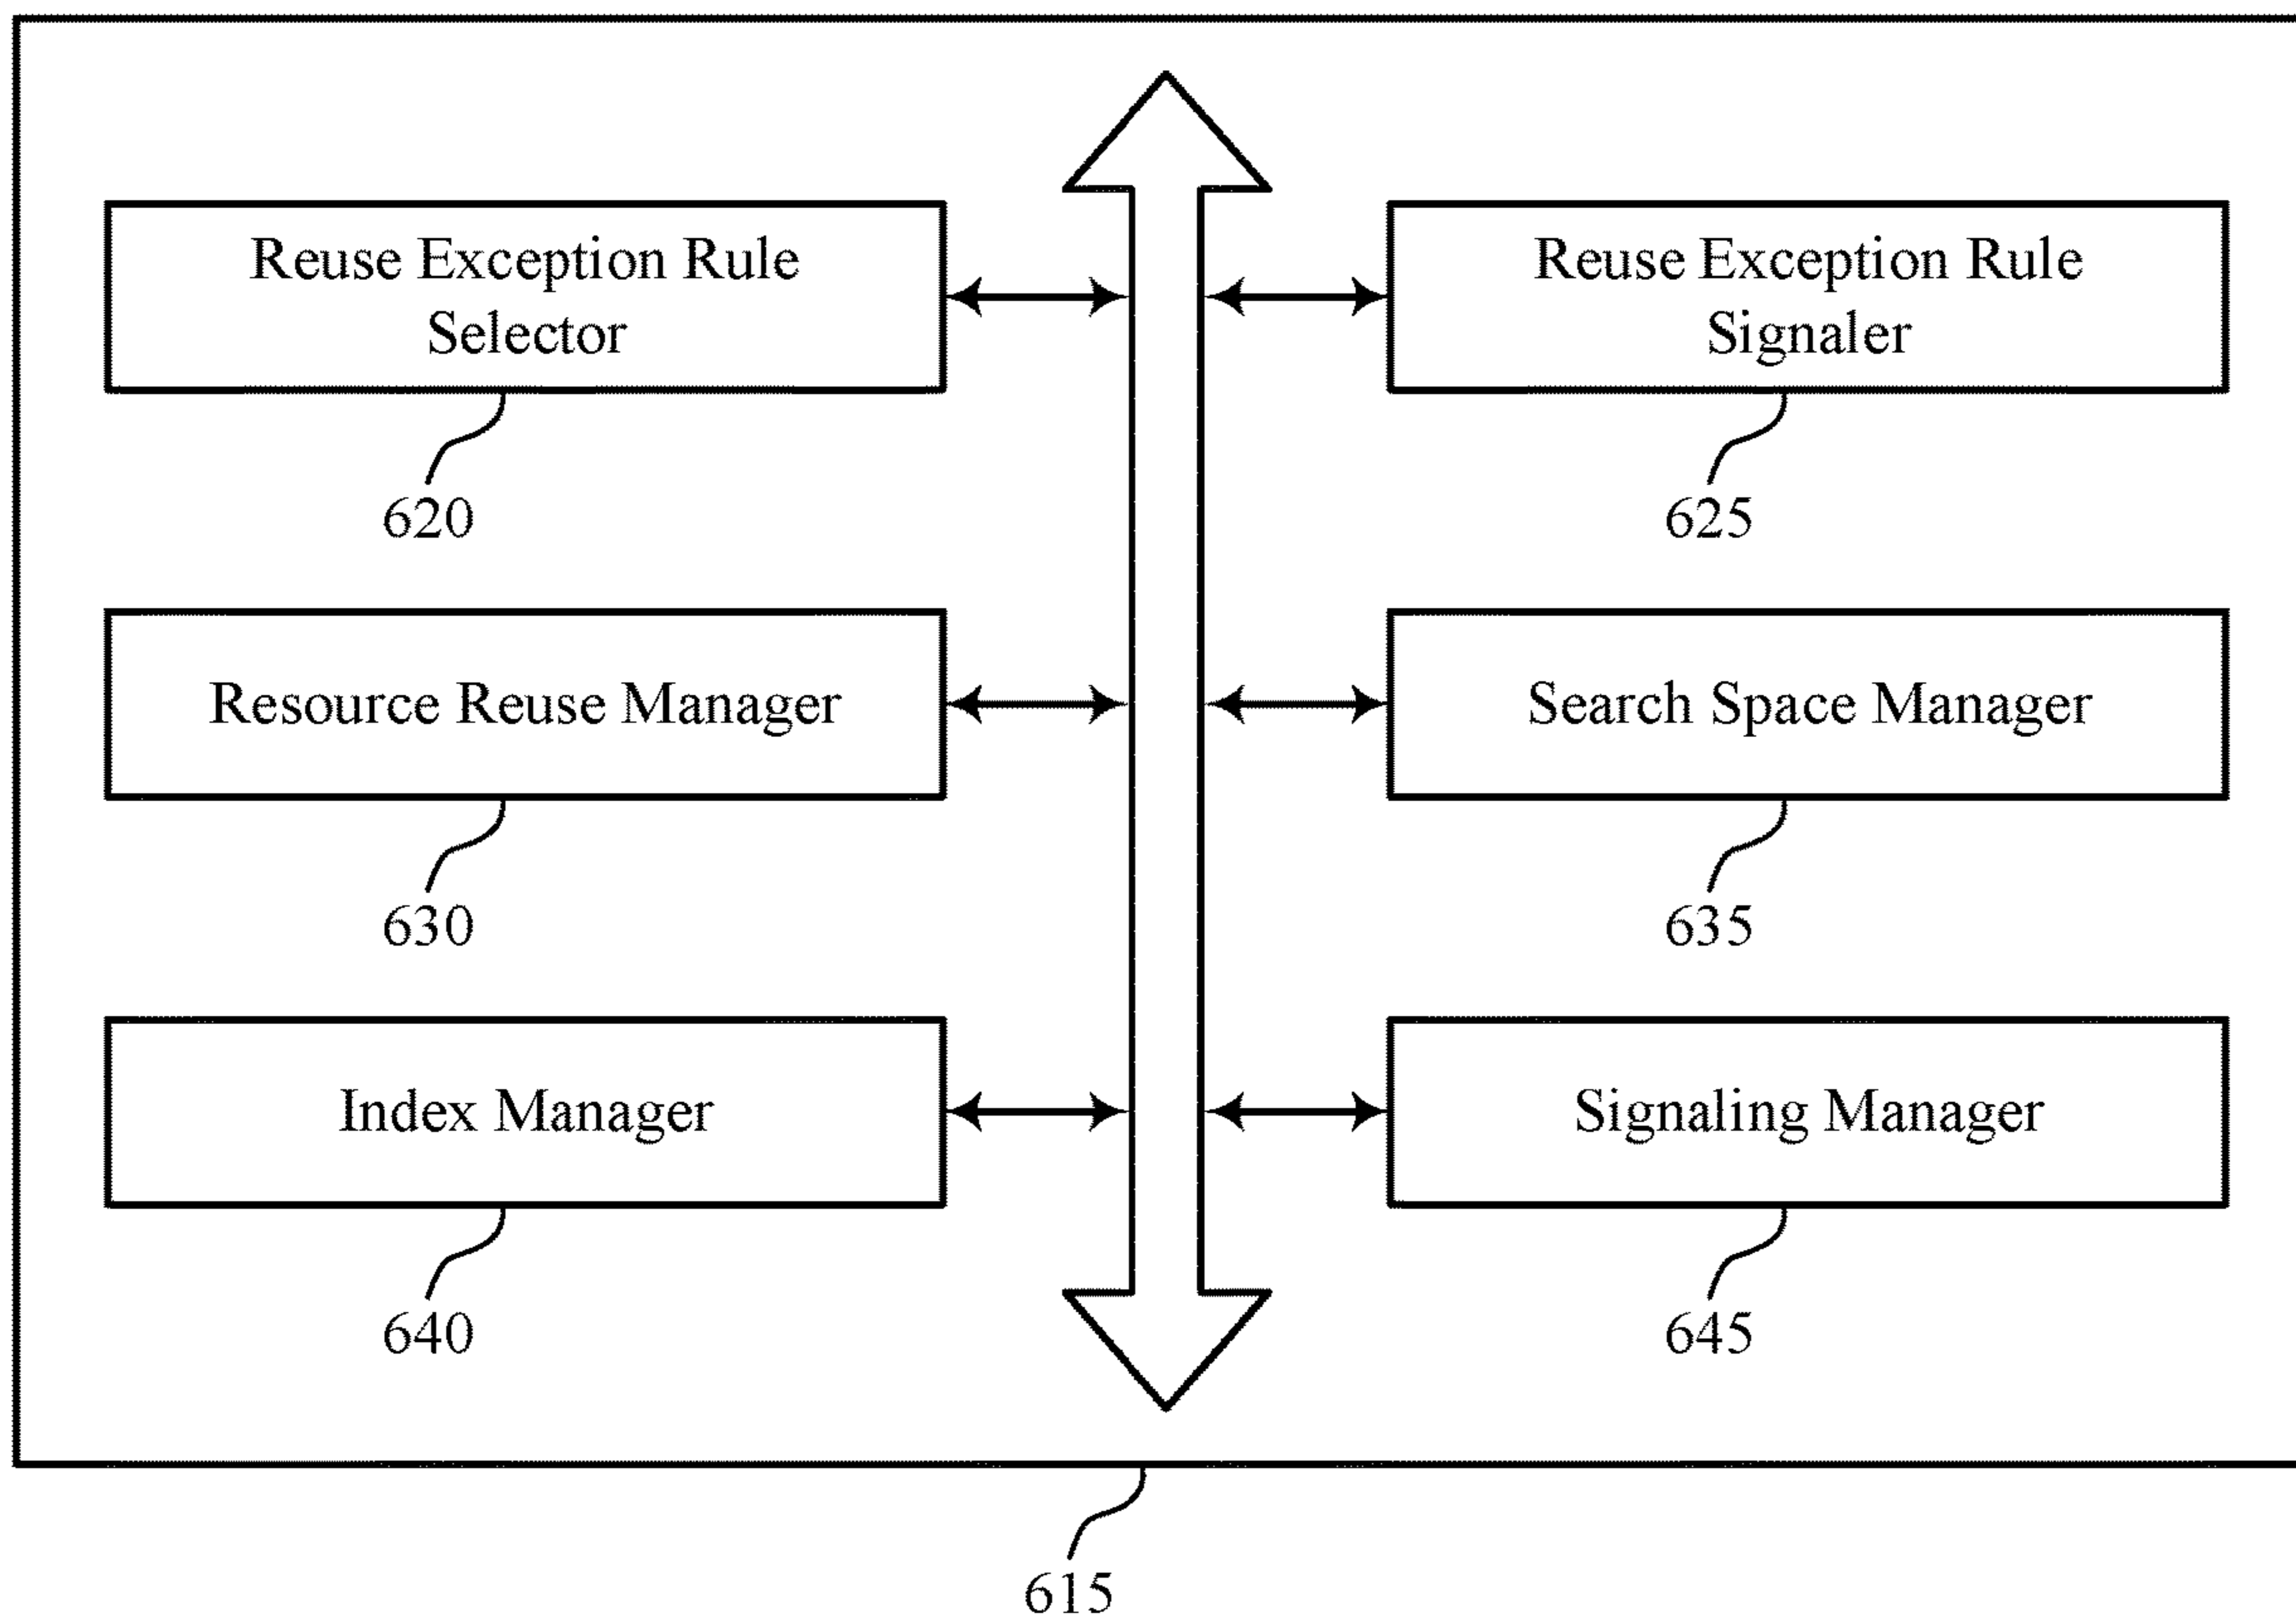 Reuse Exception Rule
Selector
620
Reuse Exception Rule
Signaler
625
Resource Reuse Manager
630
Search Space Manager
635
Index Manager
640
Signaling Manager
645
615